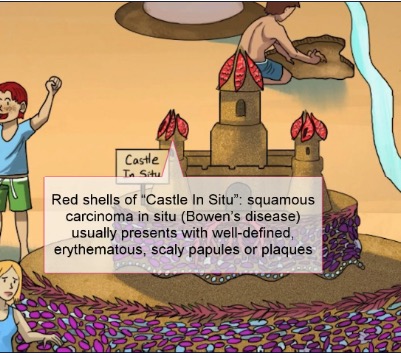 Castle
In Situ
Red shells of "Castle In Situ": squamous
carcinoma in situ (Bowen's disease)
usually presents with well-defined,
erythematous, scaly papules or plaques